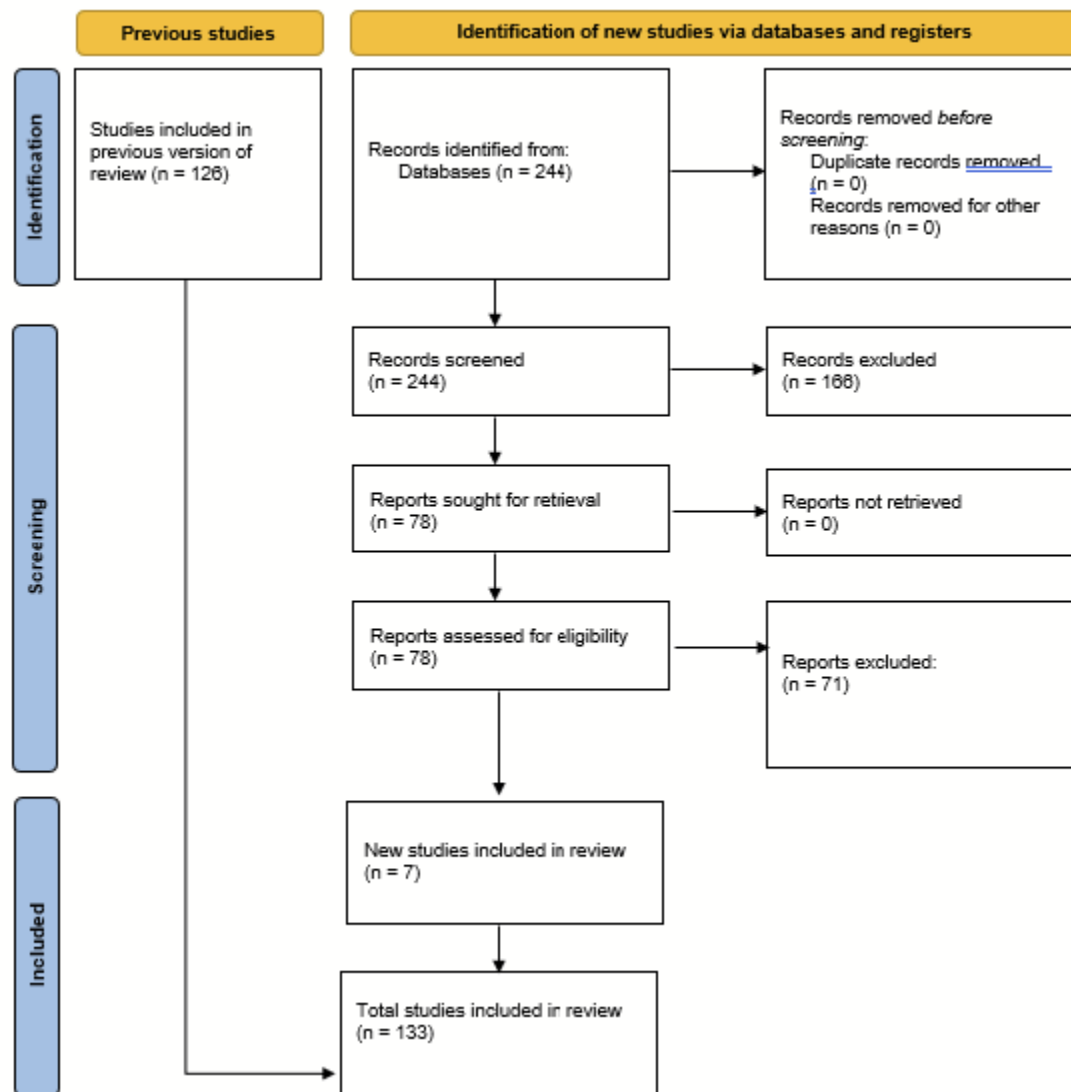 Previous studies
Identification of new studies via databases and registers
Identification
Studies included in
previous version of
review (n = 126)
Records identified from:
Databases (n = 244)
Records removed before
screening:
Duplicate records removed
(n = 0)
Records removed for other
reasons (n = 0)
Screening
Records screened
(n = 244)
Records excluded
(n = 166)
Reports sought for retrieval
(n = 78)
Reports not retrieved
(n = 0)
Reports assessed for eligibility
(n = 78)
Reports excluded:
(n = 71)
Included
New studies included in review
(n = 7)
Total studies included in review
(n = 133)